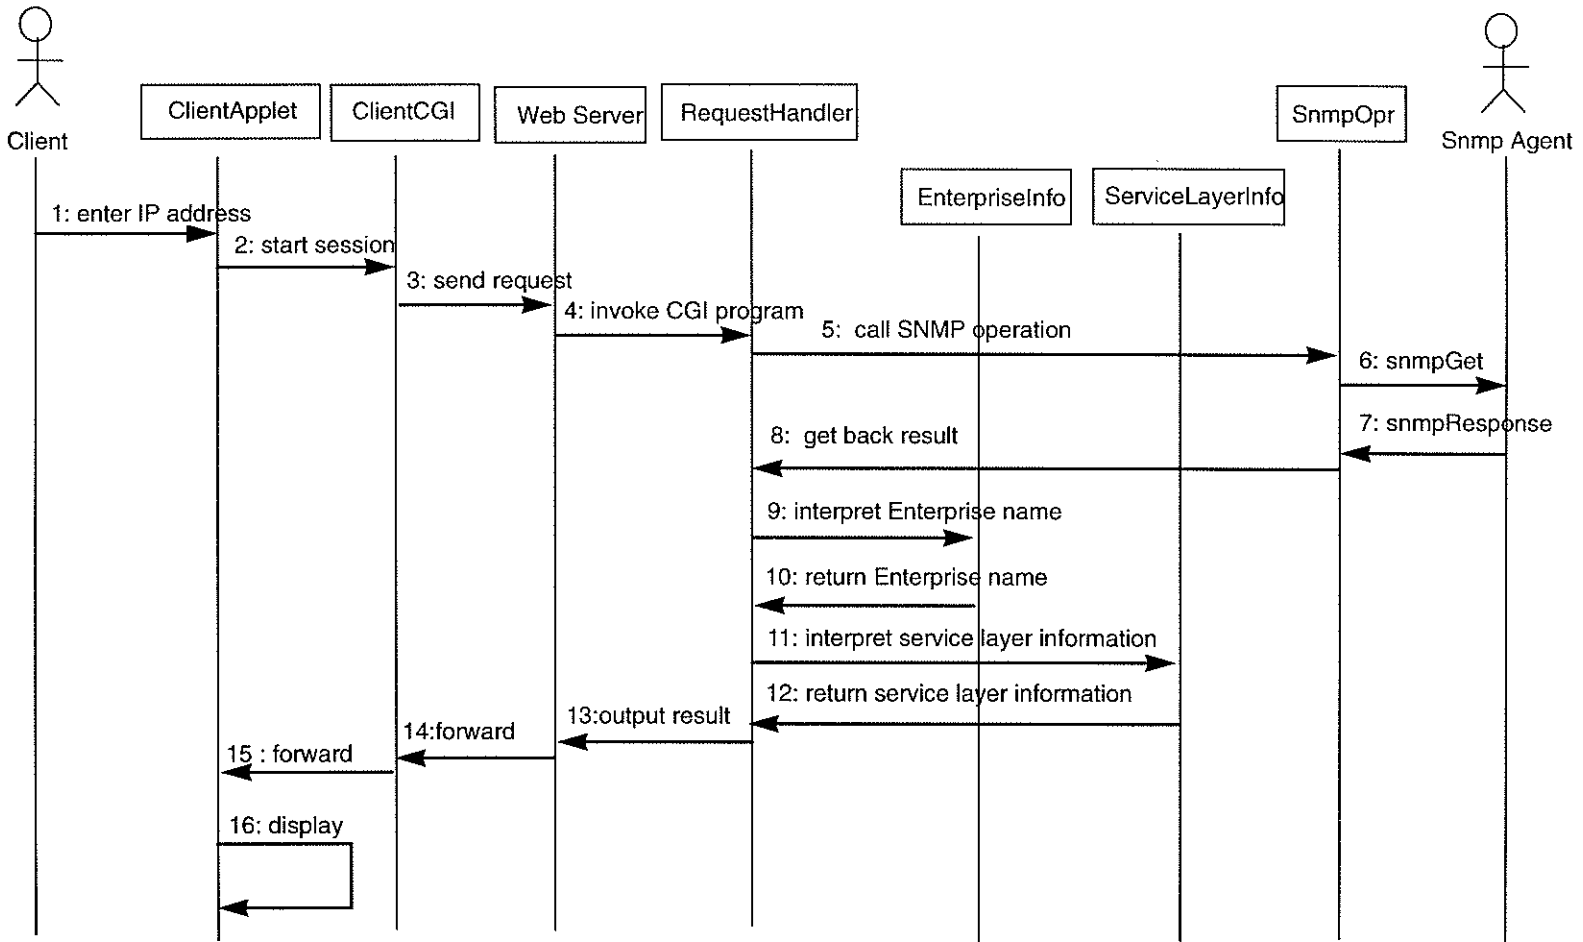 ClientApplet
ClientCGI
Web Server
RequestHandler
SnmpOpr
Client
Snmp Agent
EnterpriseInfo
ServiceLayerInfo
1: enter IP address
2: start session
3: send request
4: invoke CGI program
5:  call SNMP operation
6: snmpGet
7: snmpResponse
8:  get back result
9: interpret Enterprise name
10: return Enterprise name
11: interpret service layer information
12: return service layer information
13:output result
14:forward
15 : forward
16: display